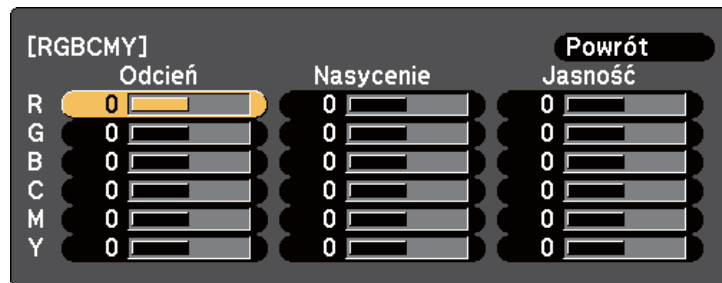 [RGBCMY] Powrót
Odcień Nasycenie Jasność
R 0 0 0
G 0 0 0
B 0 0 0
C 0 0 0
M 0 0 0
Y 0 0 0